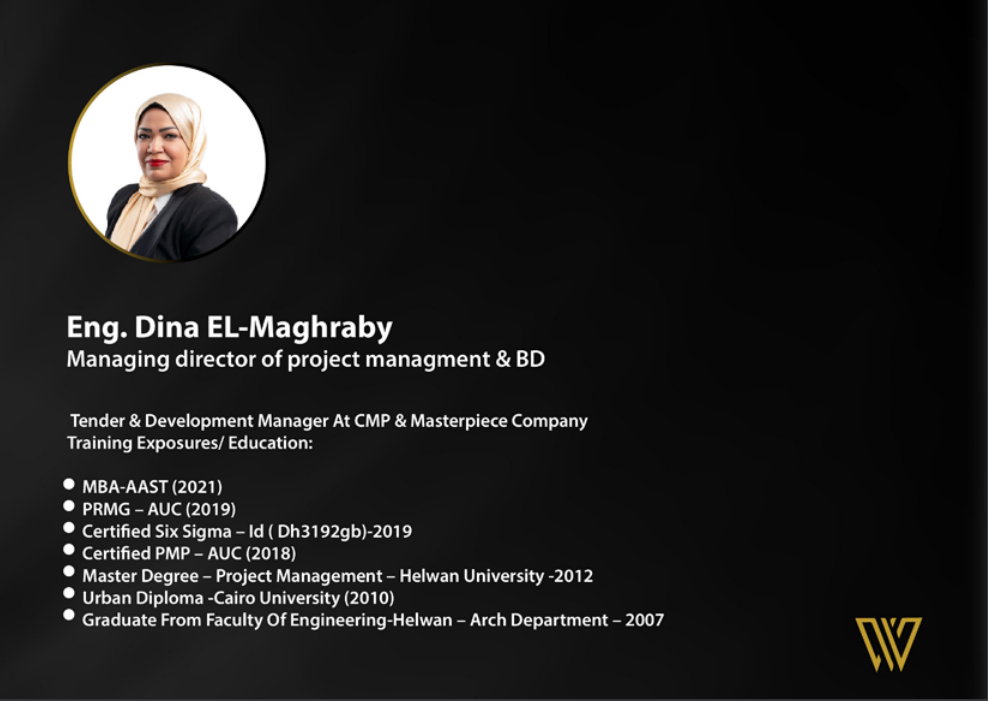 Eng. Dina EL-Maghraby
Managing director of project managment & BD
Tender & Development Manager At CMP & Masterpiece Company
Training Exposures/ Education:
MBA-AAST (2021)
PRMG – AUC (2019)
Certified Six Sigma – Id ( Dh3192gb)-2019
Certified PMP – AUC (2018)
Master Degree – Project Management – Helwan University -2012
Urban Diploma -Cairo University (2010)
Graduate From Faculty Of Engineering-Helwan – Arch Department – 2007